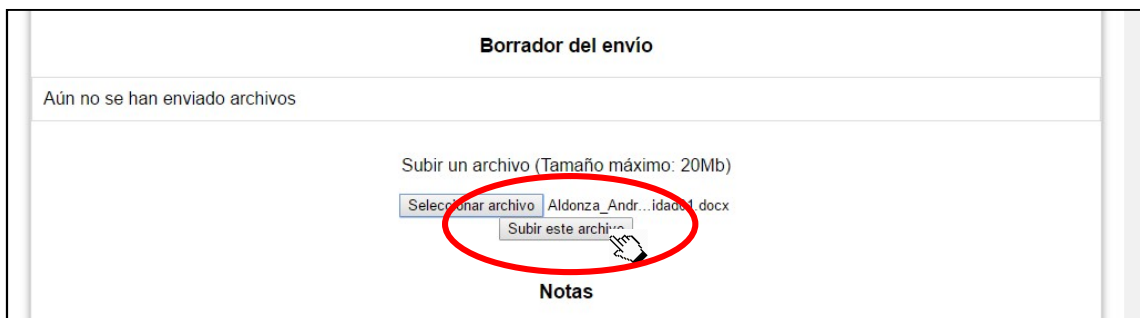 Borrador del envío
Aún no se han enviado archivos
Subir un archivo (Tamaño máximo: 20Mb)
Seleccionar archivo Aldonza_Andr...idad01.docx
Subir este archivo
Notas